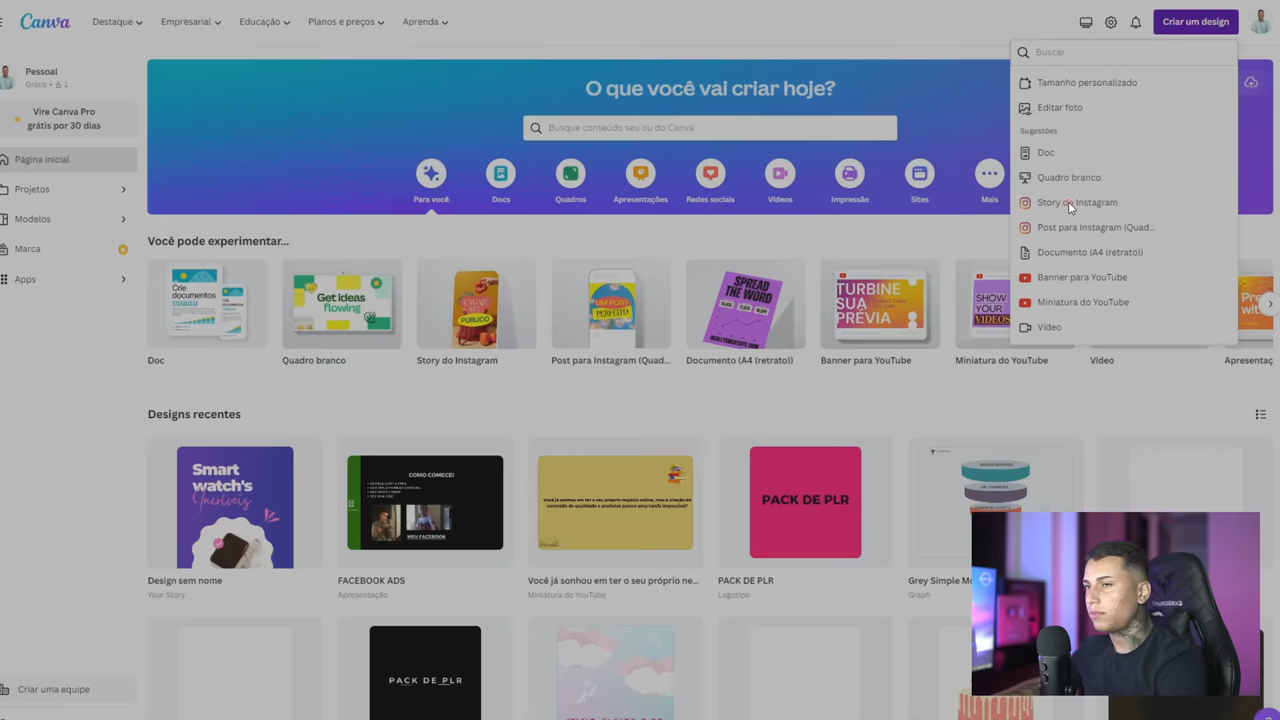 Canva
Destaque
Empresarial
Educação
Planos e preços
Aprenda
Criar um design
Pessoal
Grátis • 1
Vire Canva Pro
grátis por 30 dias
Página inicial
Projetos
Modelos
Marca
Apps
Criar uma equipe
O que você vai criar hoje?
Busque conteúdo seu ou do Canva
Para você
Docs
Quadros
Apresentações
Redes sociais
Vídeos
Impressão
Sites
Mais
Buscar
Tamanho personalizado
Editar foto
Sugestões
Doc
Quadro branco
Story do Instagram
Post para Instagram (Quad...
Documento (A4 (retrato))
Banner para YouTube
Miniatura do YouTube
Vídeo
Você pode experimentar...
Crie
documentos
visuais
Get ideas
flowing
PÚBLICO
UM POST
PERFEITO
SPREAD
THE WORD
TURBINE
SUA
PRÉVIA
SHOW
YOUR
VIDEOS
Doc
Quadro branco
Story do Instagram
Post para Instagram (Quad...
Documento (A4 (retrato))
Banner para YouTube
Miniatura do YouTube
Vídeo
Apresentaç
Designs recentes
Smart
watch's
Incríveis
COMO COMECEI
MEU FACEBOOK
Você já sonhou em ter o seu próprio negócio online, mas a criação de
conteúdo de qualidade e produtos parece uma tarefa impossível?
PACK DE PLR
Design sem nome
Your Story
FACEBOOK ADS
Apresentação
Você já sonhou em ter o seu próprio ne...
Miniatura do YouTube
PACK DE PLR
Logotipo
Grey Simple M
Graph
PACK DE PLR